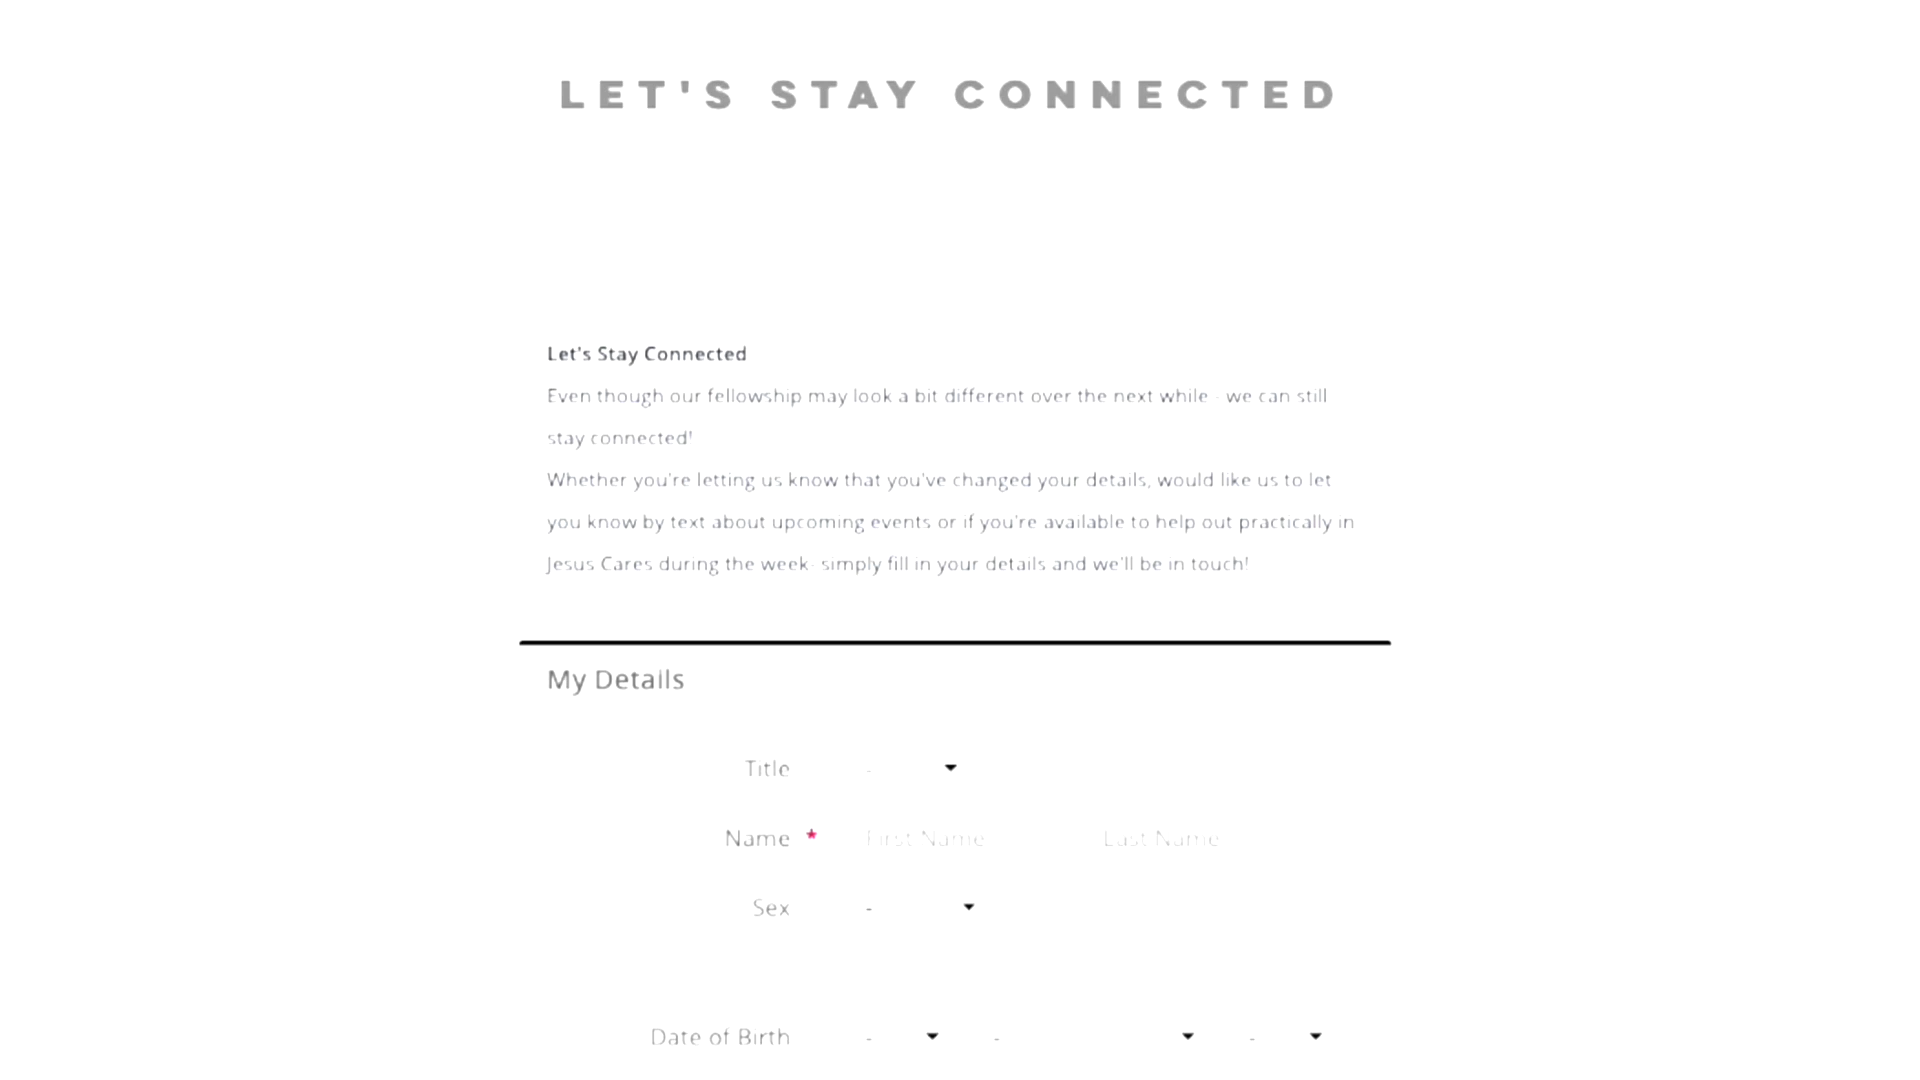 LET'S STAY CONNECTED
Let's Stay Connected
Even though our fellowship may look a bit different over the next while - we can still
stay connected!
Whether you're letting us know that you've changed your details, would like us to let
you know by text about upcoming events or if you're available to help out practically in
Jesus Cares during the week- simply fill in your details and we'll be in touch!
My Details
Title -
Name * First Name Last Name
Sex -
Date of Birth - - -